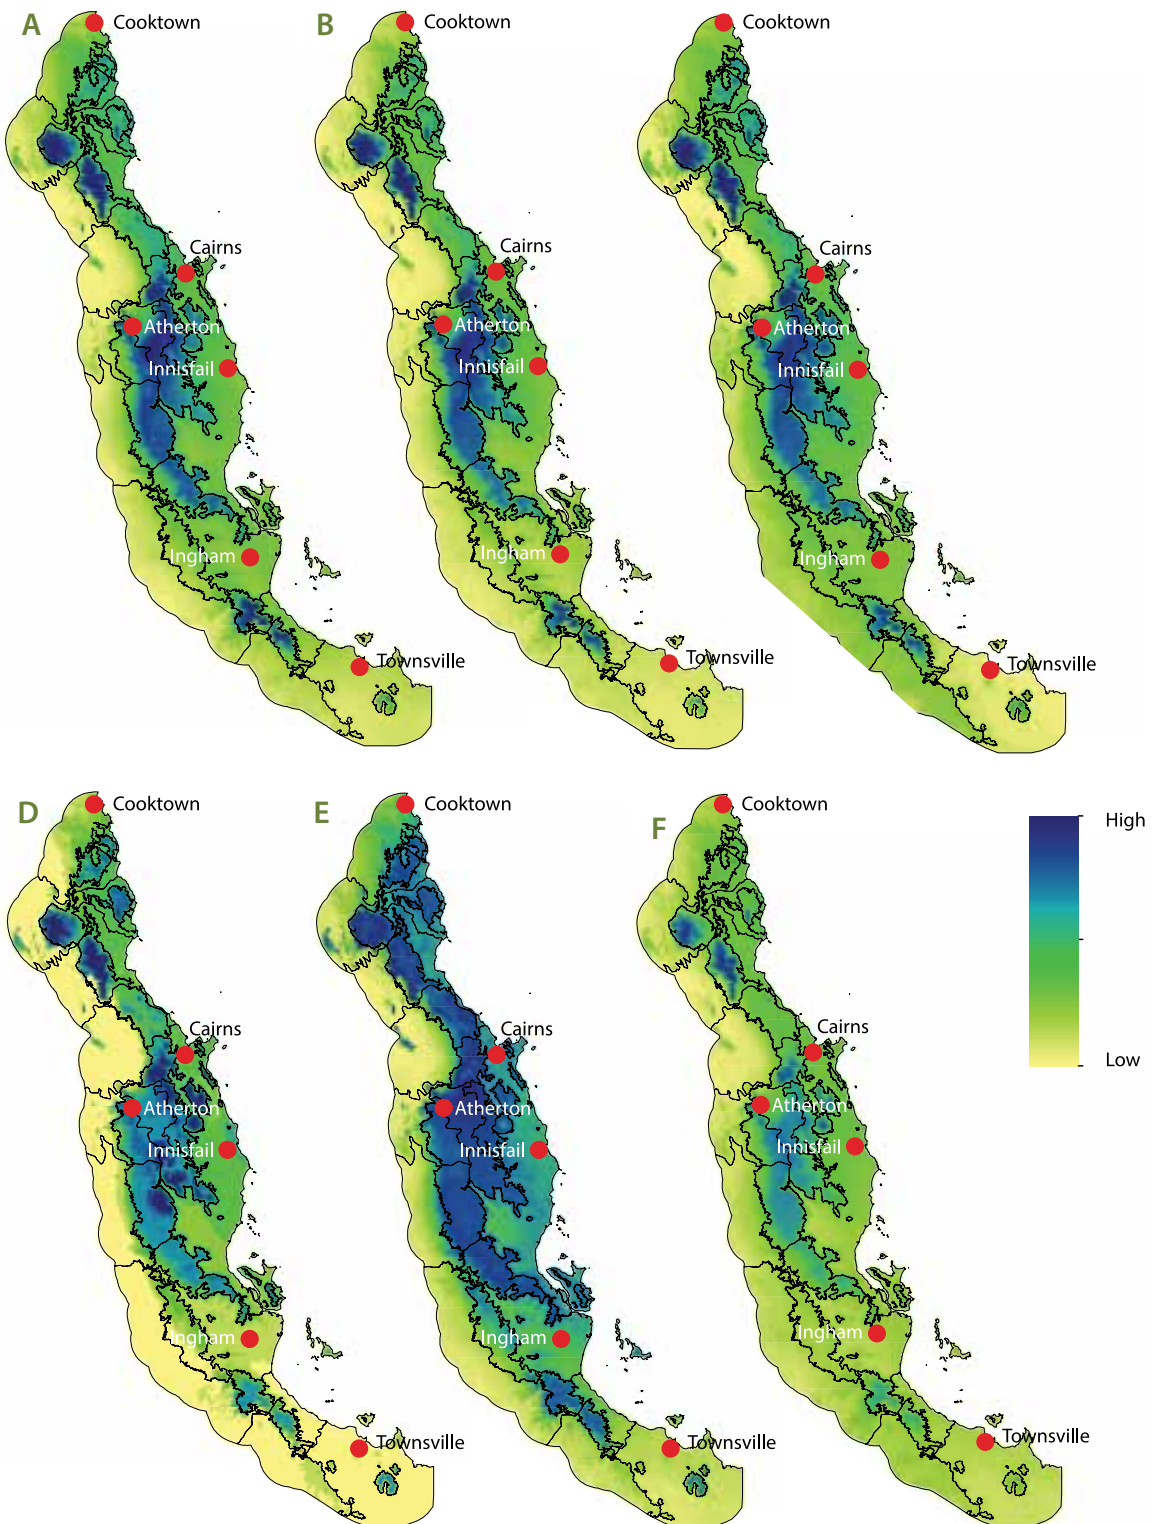 A
Cooktown
Cairns
Atherton
Innisfail
Ingham
Townsville
B
Cooktown
Cairns
Atherton
Innisfail
Ingham
Townsville
Cooktown
Cairns
Atherton
Innisfail
Ingham
Townsville
D
Cooktown
Cairns
Atherton
Innisfail
Ingham
Townsville
E
Cooktown
Cairns
Atherton
Innisfail
Ingham
Townsville
F
Cooktown
Cairns
Atherton
Innisfail
Ingham
Townsville
High
Low